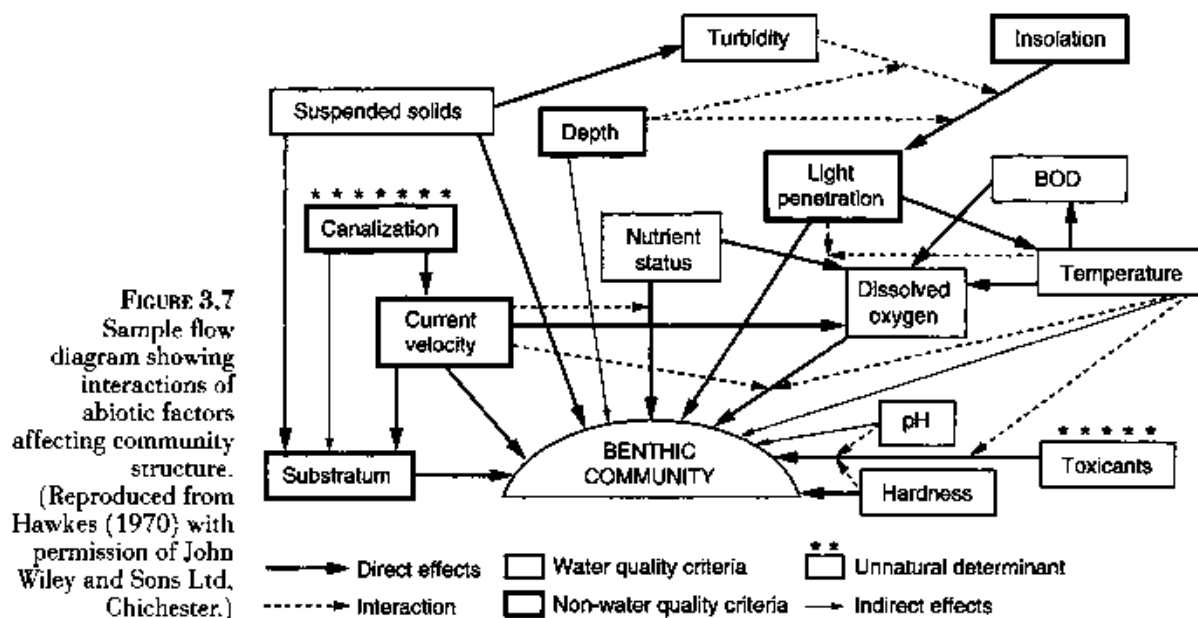 Turbidity
Insolation
Suspended solids
Depth
Light
penetration
BOD
* * * * * * *
Canalization
Nutrient
status
Temperature
Dissolved
oxygen
Current
velocity
FIGURE 3.7
Sample flow
diagram showing
interactions of
abiotic factors
affecting community
structure.
(Reproduced from
Hawkes (1970) with
permission of John
Wiley and Sons Ltd,
Chichester.)
pH
* * * * *
BENTHIC
COMMUNITY
Substratum
Toxicants
Hardness
Direct effects
Water quality criteria
* *
Unnatural determinant
Interaction
Non-water quality criteria
Indirect effects